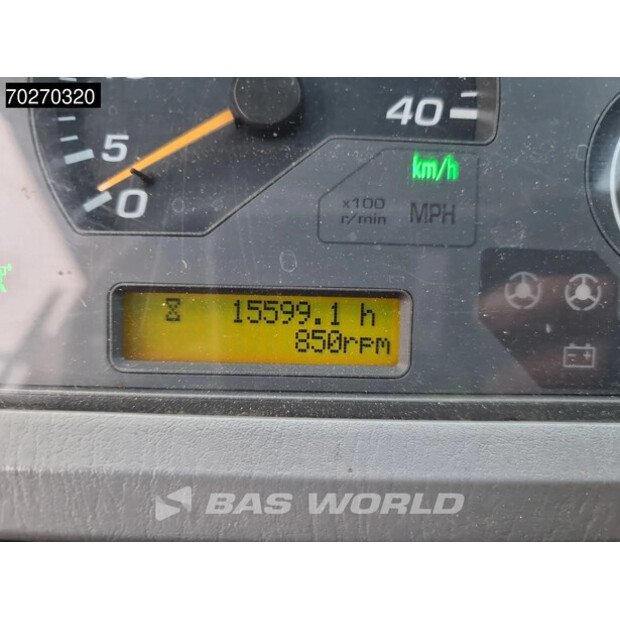 70270320
5
0
40
km/h
x100
r/min
MPH
15599.1 h
850rpm
BAS WORLD